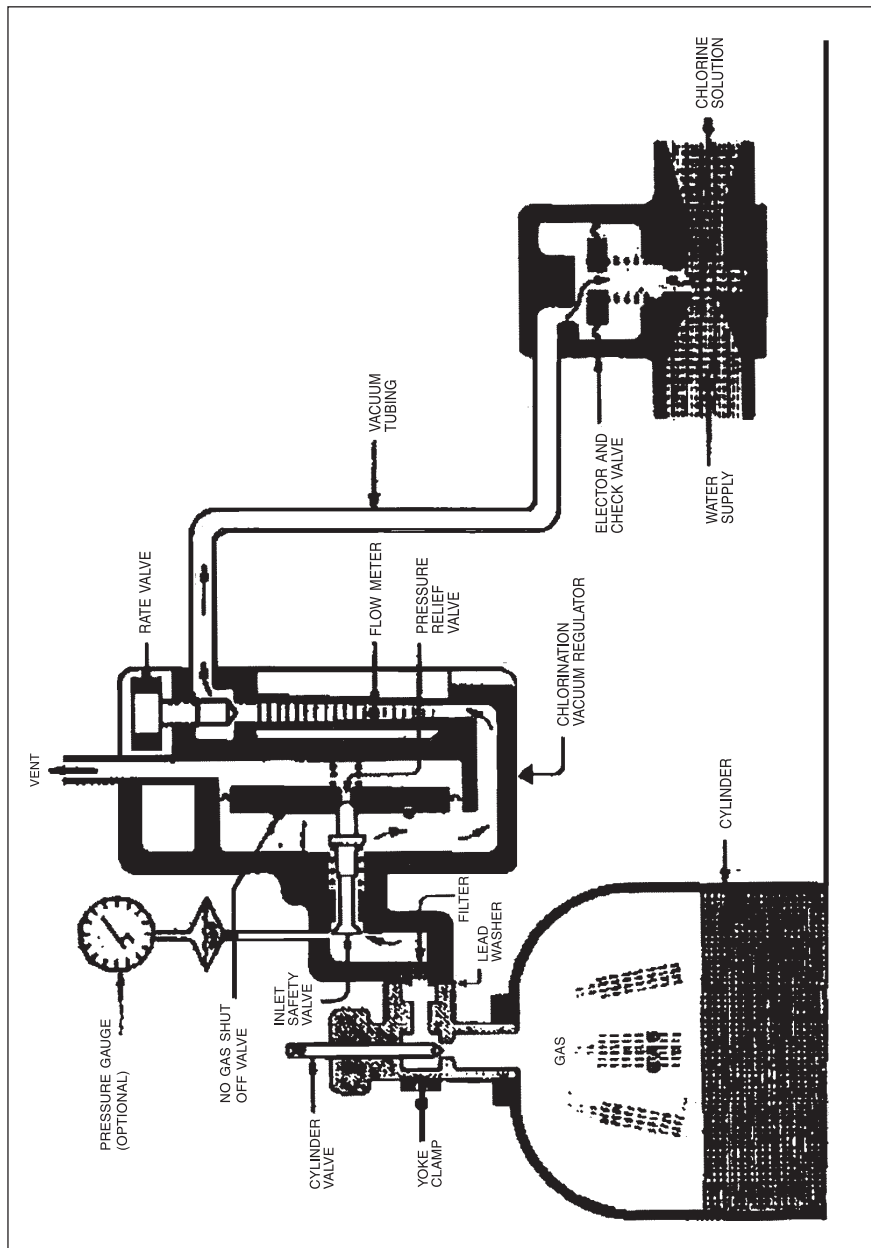 PRESSURE GAUGE
(OPTIONAL)
VENT
RATE VALVE
VACUUM
TUBING
NO GAS SHUT
OFF VALVE
INLET
SAFETY
VALVE
FLOW METER
PRESSURE
RELIEF
VALVE
CYLINDER
VALVE
YOKE
CLAMP
FILTER
LEAD
WASHER
CHLORINATION
VACUUM REGULATOR
ELECTOR AND
CHECK VALVE
WATER
SUPPLY
CHLORINE
SOLUTION
GAS
GAS
CYLINDER